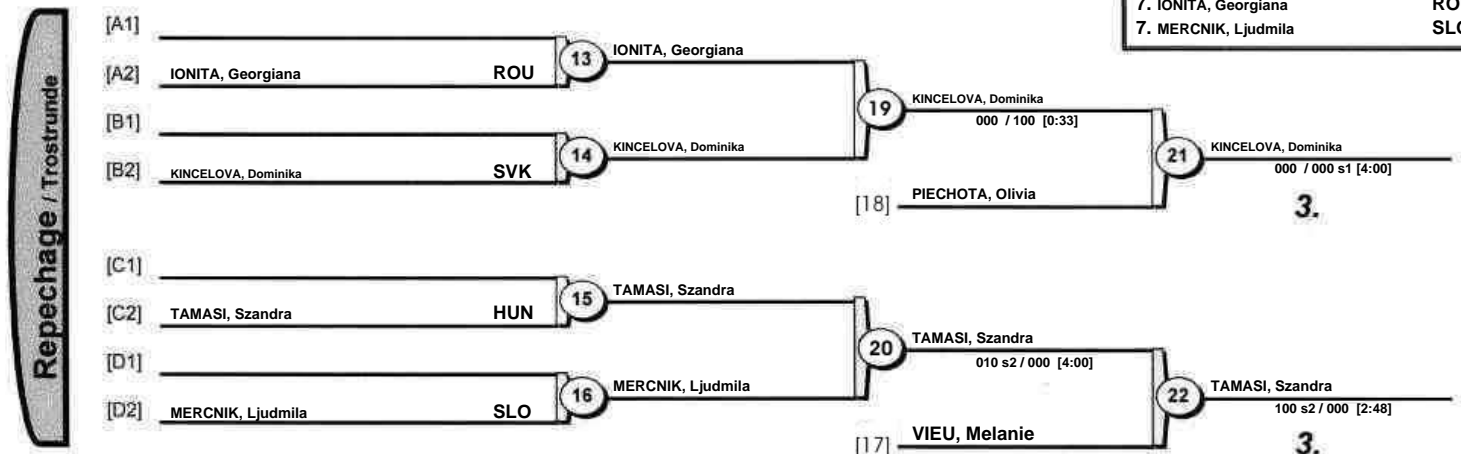 7. IONITA, Georgiana ROU
7. MERCNIK, Ljudmila SLO
Repechage / Trostrunde
[A1]
[A2] IONITA, Georgiana ROU
13 IONITA, Georgiana
[B1]
[B2] KINCELOVA, Dominika SVK
14 KINCELOVA, Dominika
19 KINCELOVA, Dominika
000 / 100 [0:33]
[18] PIECHOTA, Olivia
21 KINCELOVA, Dominika
000 / 000 s1 [4:00]
3.
[C1]
[C2] TAMASI, Szandra HUN
15 TAMASI, Szandra
[D1]
[D2] MERCNIK, Ljudmila SLO
16 MERCNIK, Ljudmila
20 TAMASI, Szandra
010 s2 / 000 [4:00]
[17] VIEU, Melanie
22 TAMASI, Szandra
100 s2 / 000 [2:48]
3.